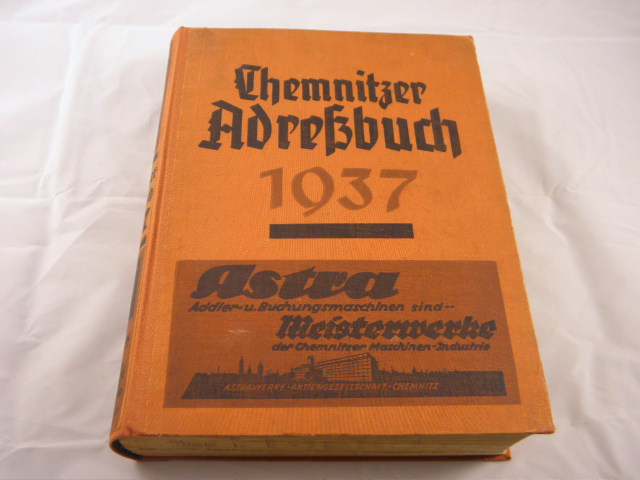 Chemnitzer
Adreßbuch
1937
Astra
Addier- u. Buchungsmaschinen sind--
Meisterwerke
der Chemnitzer Maschinen-Industrie
ASTRAWERKE·AKTIENGESELLSCHAFT·CHEMNITZ